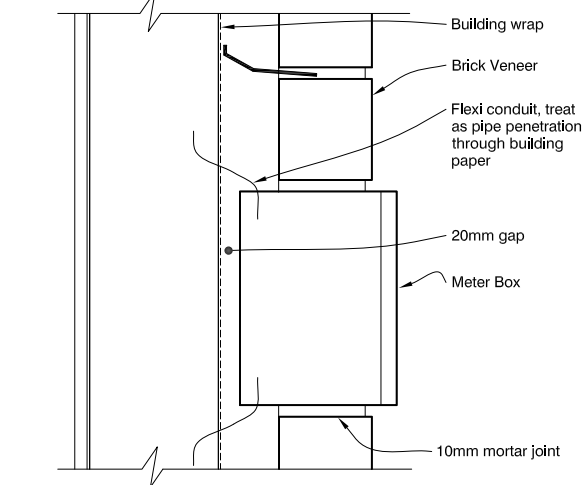 Building wrap
Brick Veneer
Flexi conduit, treat
as pipe penetration
through building
paper
20mm gap
Meter Box
10mm mortar joint